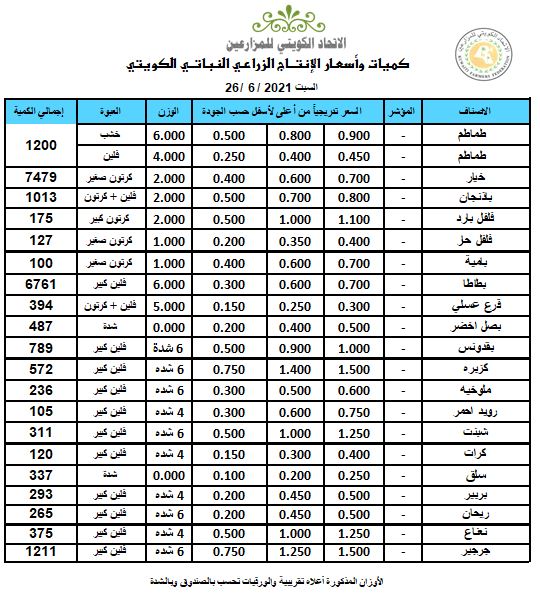 الاتحاد الكويتي للمزارعين
كميات وأسعار الإنتاج الزراعي النباتي الكويتي
السبت 2021 / 6 / 26
الاصناف المؤشر السعر تدريجياً من أعلى لأسفل حسب الجودة الوزن العبوة إجمالي الكمية
طماطم - 0.900 0.800 0.500 6.000 خشب 1200
طماطم - 0.450 0.400 0.250 4.000 فلين
خيار - 0.700 0.600 0.400 2.000 كرتون صغير 7479
باذنجان - 0.800 0.700 0.500 2.000 فلين + كرتون 1013
فلفل بارد - 1.100 1.000 0.500 2.000 كرتون كبير 175
فلفل حار - 0.400 0.350 0.200 1.000 كرتون صغير 127
بامية - 0.700 0.600 0.400 1.000 كرتون صغير 100
بطاطا - 0.700 0.600 0.300 6.000 فلين كبير 6761
قرع عسلي - 0.300 0.250 0.150 5.000 فلين + كرتون 394
بصل اخضر - 0.500 0.400 0.200 0.000 شدة 487
بقدونس - 1.000 0.900 0.500 6 شدة فلين كبير 789
كزبره - 1.500 1.400 0.750 6 شده فلين كبير 572
ملوخيه - 0.600 0.500 0.300 6 شده فلين كبير 236
رويد احمر - 0.750 0.600 0.300 4 شده فلين كبير 105
شبنت - 1.250 1.000 0.500 6 شده فلين كبير 311
كرات - 0.400 0.300 0.150 4 شده فلين كبير 120
سلق - 0.250 0.200 0.100 0.000 شدة 337
بربير - 0.500 0.450 0.200 4 شده فلين كبير 293
ريحان - 0.500 0.450 0.200 6 شده فلين كبير 265
نعناع - 1.250 1.000 0.500 4 شده فلين كبير 375
جرجير - 1.500 1.250 0.750 6 شده فلين كبير 1211
الأوزان المذكورة أعلاه تقريبية والورقيات تحسب بالصندوق وبالشدة